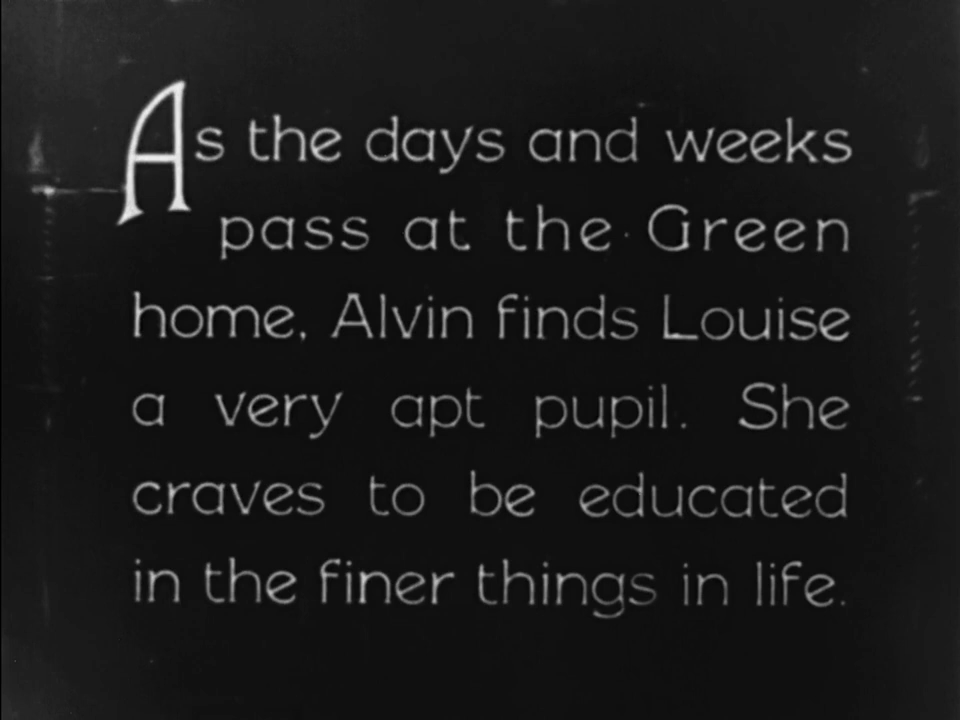 As the days and weeks
pass at the Green
home, Alvin finds Louise
a very apt pupil. She
craves to be educated
in the finer things in life.